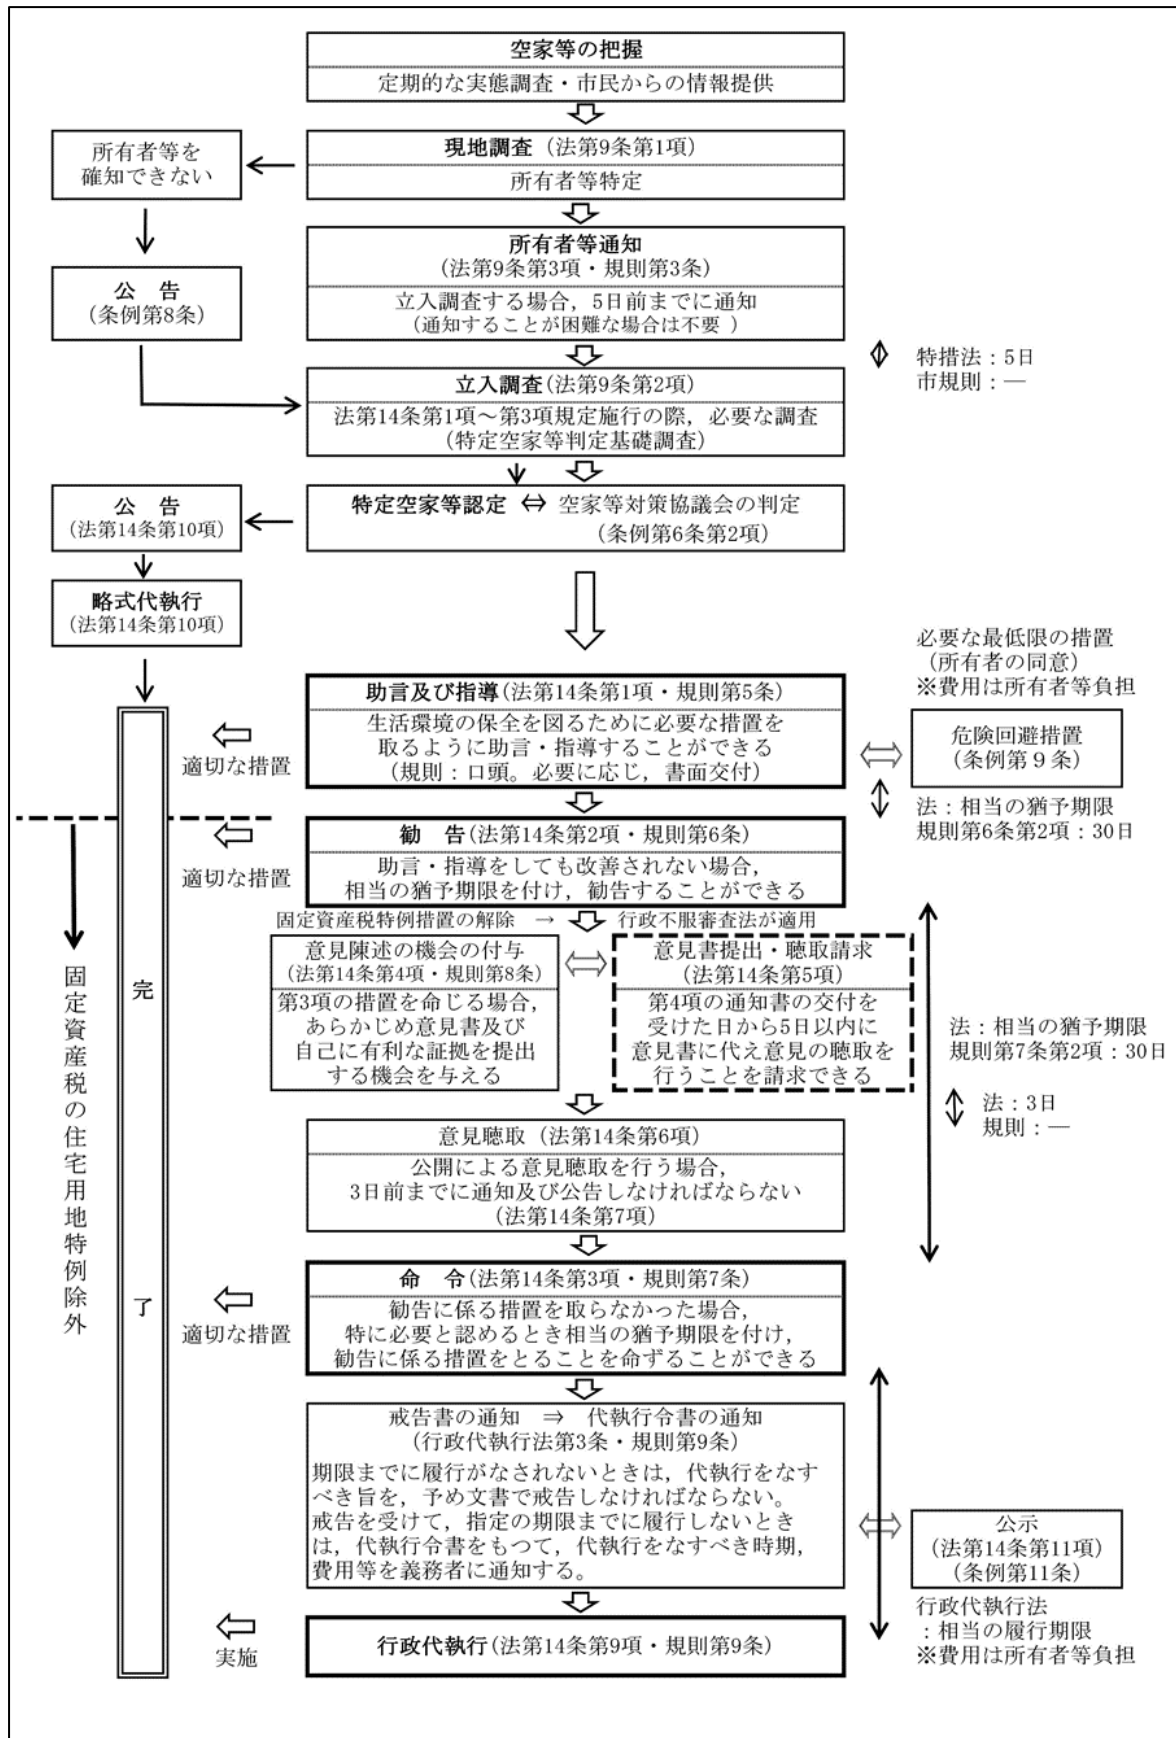 空家等の把握
定期的な実態調査・市民からの情報提供
現地調査（法第9条第1項）
所有者等特定
所有者等を
確知できない
所有者等通知
(法第9条第3項・規則第3条)
立入調査する場合，5日前までに通知
(通知することが困難な場合は不要 )
公　告
(条例第8条)
特措法：5日
市規則：―
立入調査(法第9条第2項)
法第14条第1項～第3項規定施行の際，必要な調査
(特定空家等判定基礎調査)
特定空家等認定 ⇔ 空家等対策協議会の判定
(条例第6条第2項)
公　告
(法第14条第10項)
略式代執行
(法第14条第10項)
必要な最低限の措置
（所有者の同意）
※費用は所有者等負担
助言及び指導(法第14条第1項・規則第5条)
生活環境の保全を図るために必要な措置を
取るように助言・指導することができる
(規則：口頭。必要に応じ，書面交付)
適切な措置
危険回避措置
(条例第９条)
法：相当の猶予期限
規則第6条第2項：30日
勧　告(法第14条第2項・規則第6条)
助言・指導をしても改善されない場合，
相当の猶予期限を付け，勧告することができる
適切な措置
固定資産税特例措置の解除　→
行政不服審査法が適用
意見陳述の機会の付与
(法第14条第4項・規則第8条)
第3項の措置を命じる場合，
あらかじめ意見書及び
自己に有利な証拠を提出
する機会を与える
意見書提出・聴取請求
(法第14条第5項)
第4項の通知書の交付を
受けた日から5日以内に
意見書に代え意見の聴取を
行うことを請求できる
法：相当の猶予期限
規則第7条第2項：30日
法：3日
規則：―
意見聴取（法第14条第6項)
公開による意見聴取を行う場合，
3日前までに通知及び公告しなければならない
(法第14条第7項)
命　令(法第14条第3項・規則第7条)
勧告に係る措置を取らなかった場合，
特に必要と認めるとき相当の猶予期限を付け，
勧告に係る措置をとることを命ずることができる
適切な措置
戒告書の通知　⇒　代執行令書の通知
(行政代執行法第3条・規則第9条)
期限までに履行がなされないときは，代執行をなす
べき旨を，予め文書で戒告しなければならない。
戒告を受けて，指定の期限までに履行しないとき
は，代執行令書をもつて，代執行をなすべき時期，
費用等を義務者に通知する。
公示
(法第14条第11項)
(条例第11条)
行政代執行法
：相当の履行期限
※費用は所有者等負担
行政代執行(法第14条第9項・規則第9条)
実施
完　了
固定資産税の住宅用地特例除外